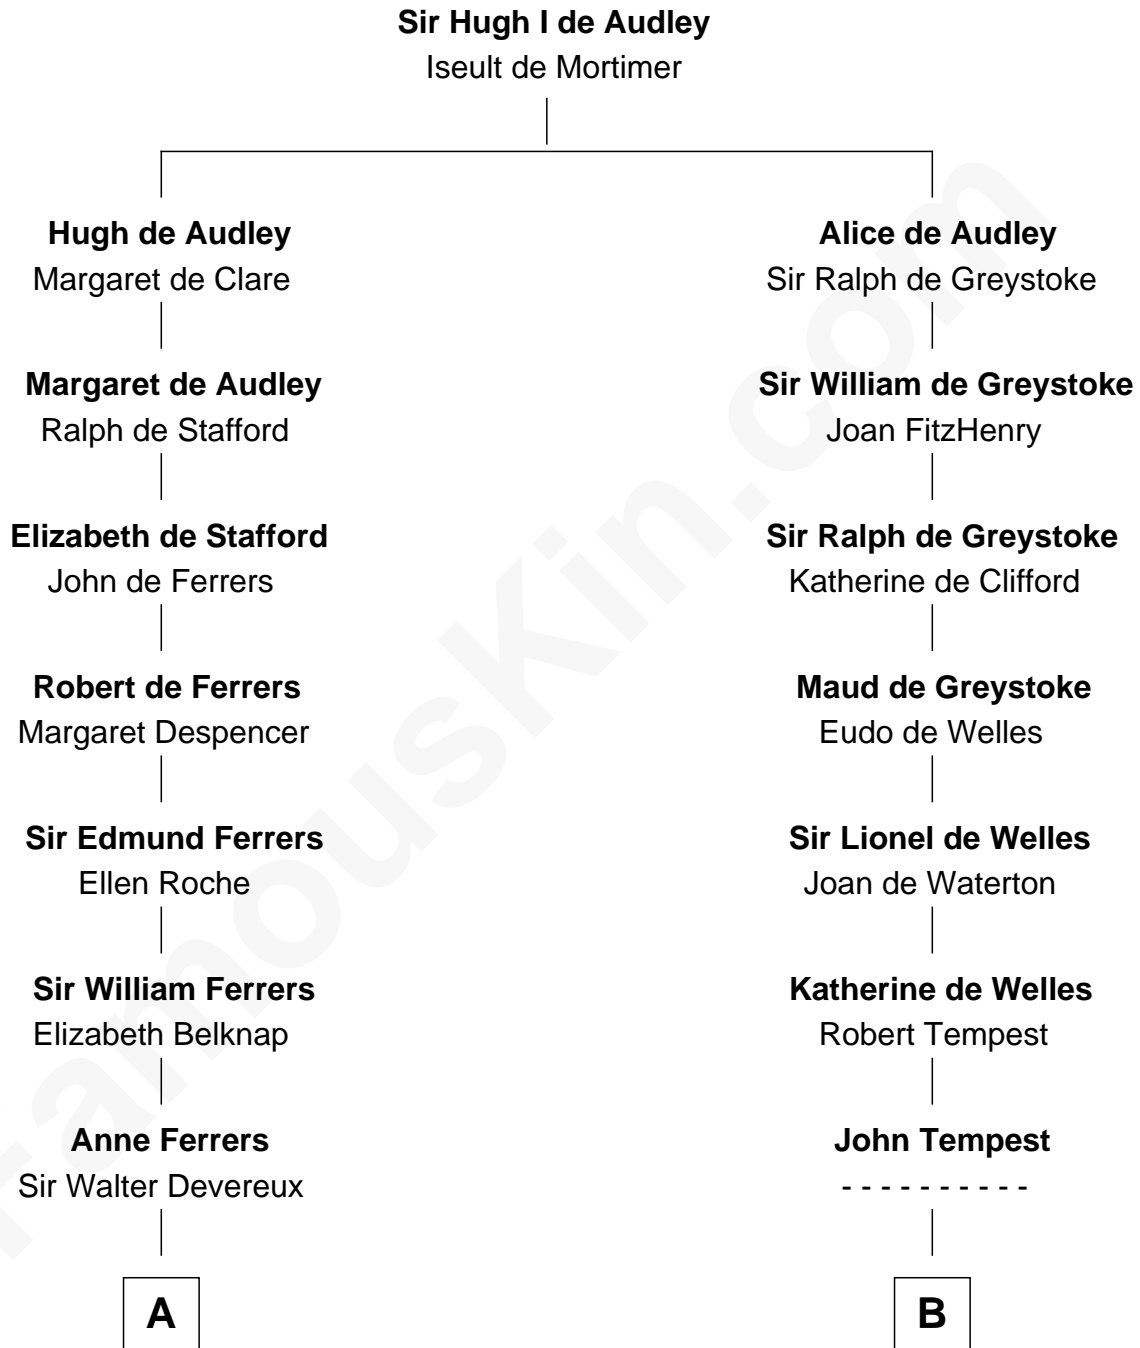 Sir Hugh I de Audley
Iseult de Mortimer
Hugh de Audley
Margaret de Clare
Alice de Audley
Sir Ralph de Greystoke
Margaret de Audley
Ralph de Stafford
Sir William de Greystoke
Joan FitzHenry
Elizabeth de Stafford
John de Ferrers
Sir Ralph de Greystoke
Katherine de Clifford
Robert de Ferrers
Margaret Despencer
Maud de Greystoke
Eudo de Welles
Sir Edmund Ferrers
Ellen Roche
Sir Lionel de Welles
Joan de Waterton
Sir William Ferrers
Elizabeth Belknap
Katherine de Welles
Robert Tempest
Anne Ferrers
Sir Walter Devereux
John Tempest
- - - - - - - - - -
A
B
FamousKin.com